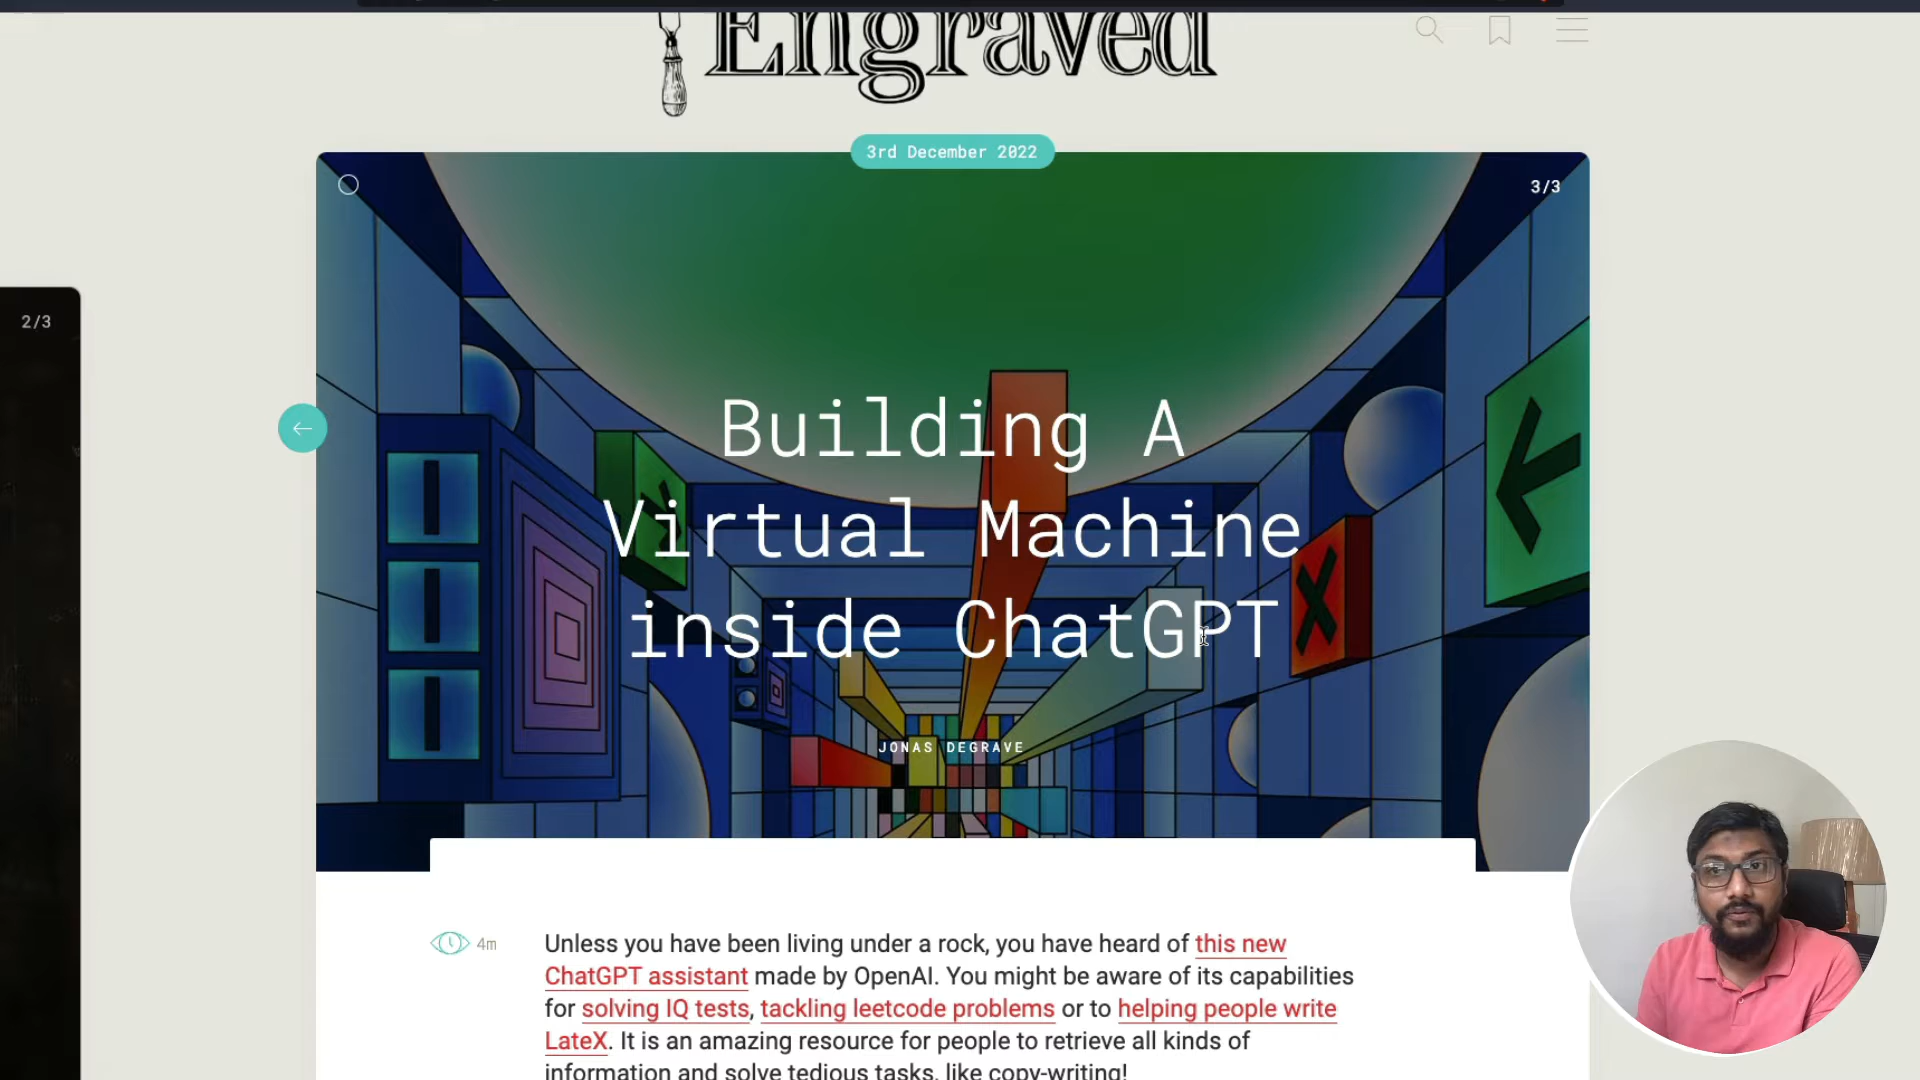 Engraved
3rd December 2022
3/3
2/3
Building A
Virtual Machine
inside ChatGPT
JONAS DEGRAVE
4m
Unless you have been living under a rock, you have heard of this new
ChatGPT assistant made by OpenAI. You might be aware of its capabilities
for solving IQ tests, tackling leetcode problems or to helping people write
LateX. It is an amazing resource for people to retrieve all kinds of
information and solve tedious tasks, like copy-writing!